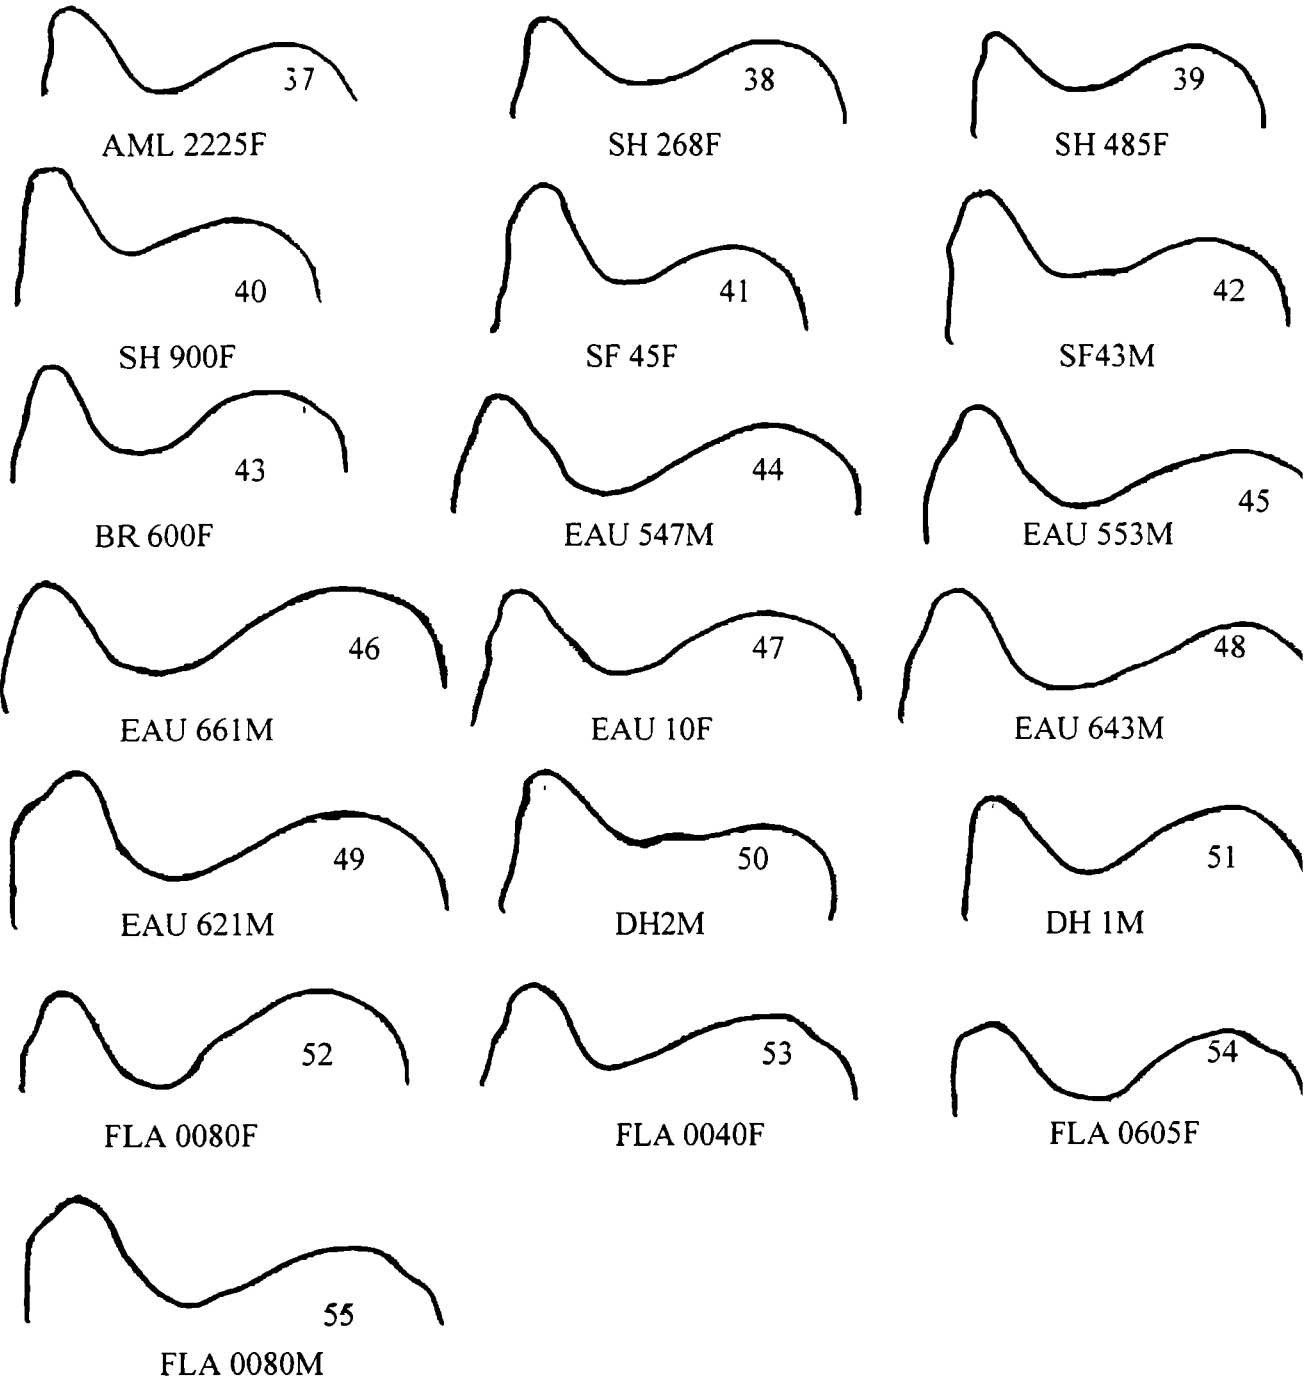 37 38 39
AML 2225F SH 268F SH 485F
40 41 42
SH 900F SF 45F SF43M
43 44 45
BR 600F EAU 547M EAU 553M
46 47 48
EAU 661M EAU 10F EAU 643M
49 50 51
EAU 621M DH2M DH 1M
52 53 54
FLA 0080F FLA 0040F FLA 0605F
55
FLA 0080M